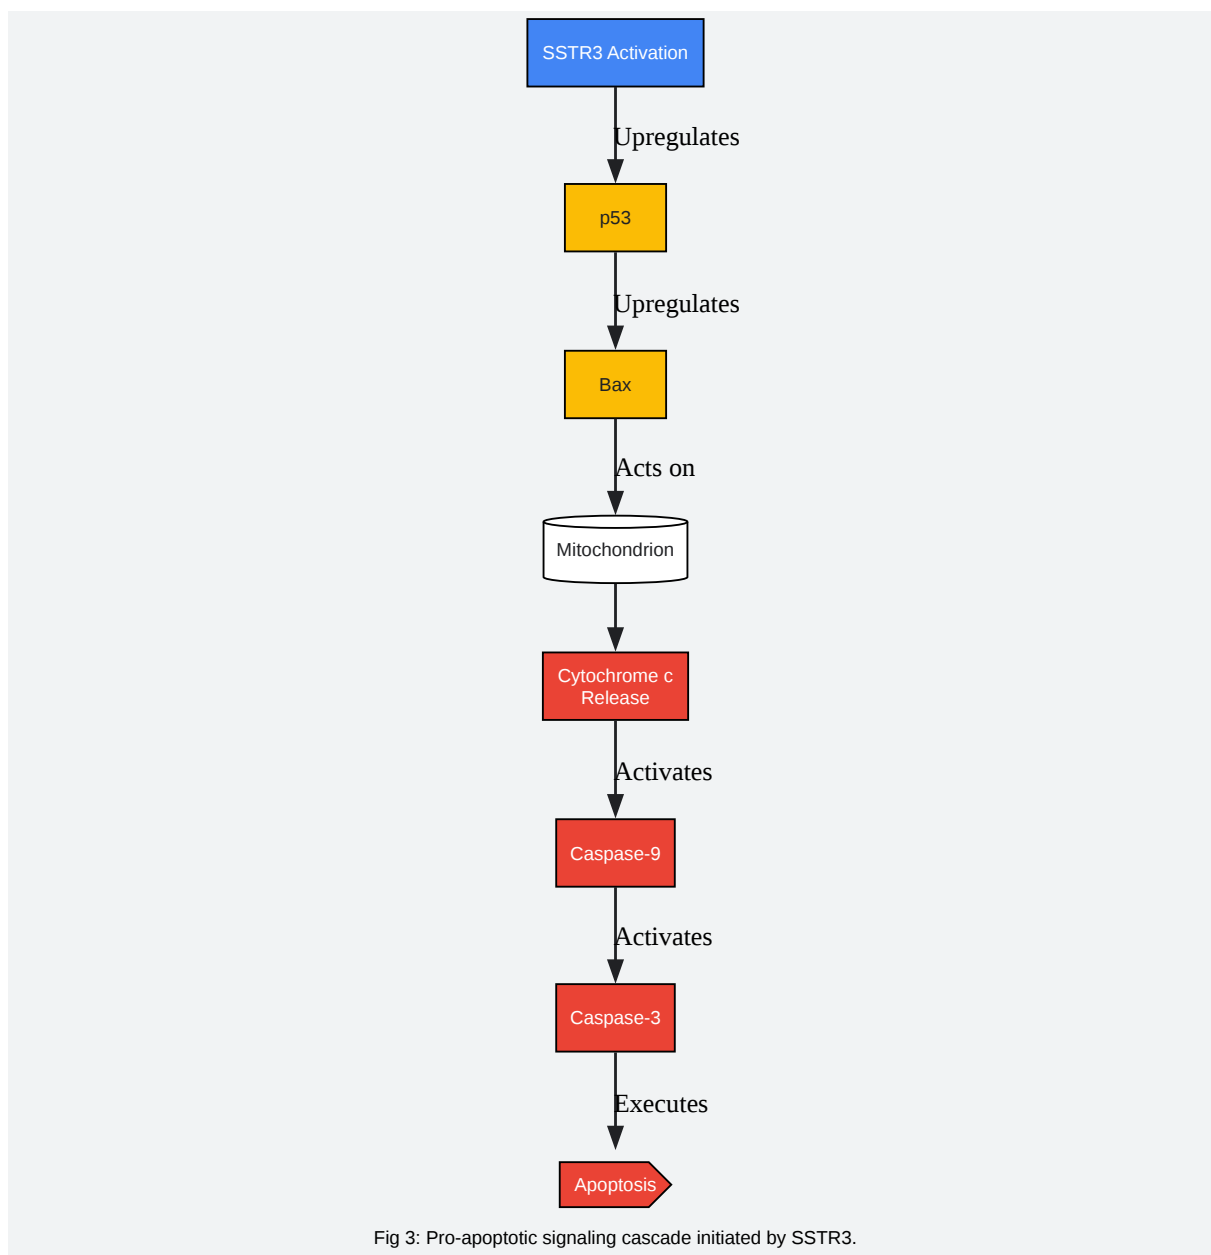 SSTR3 Activation
Upregulates
p53
Upregulates
Bax
Acts on
Mitochondrion
Cytochrome c
Release
Activates
Caspase-9
Activates
Caspase-3
Executes
Apoptosis
Fig 3: Pro-apoptotic signaling cascade initiated by SSTR3.